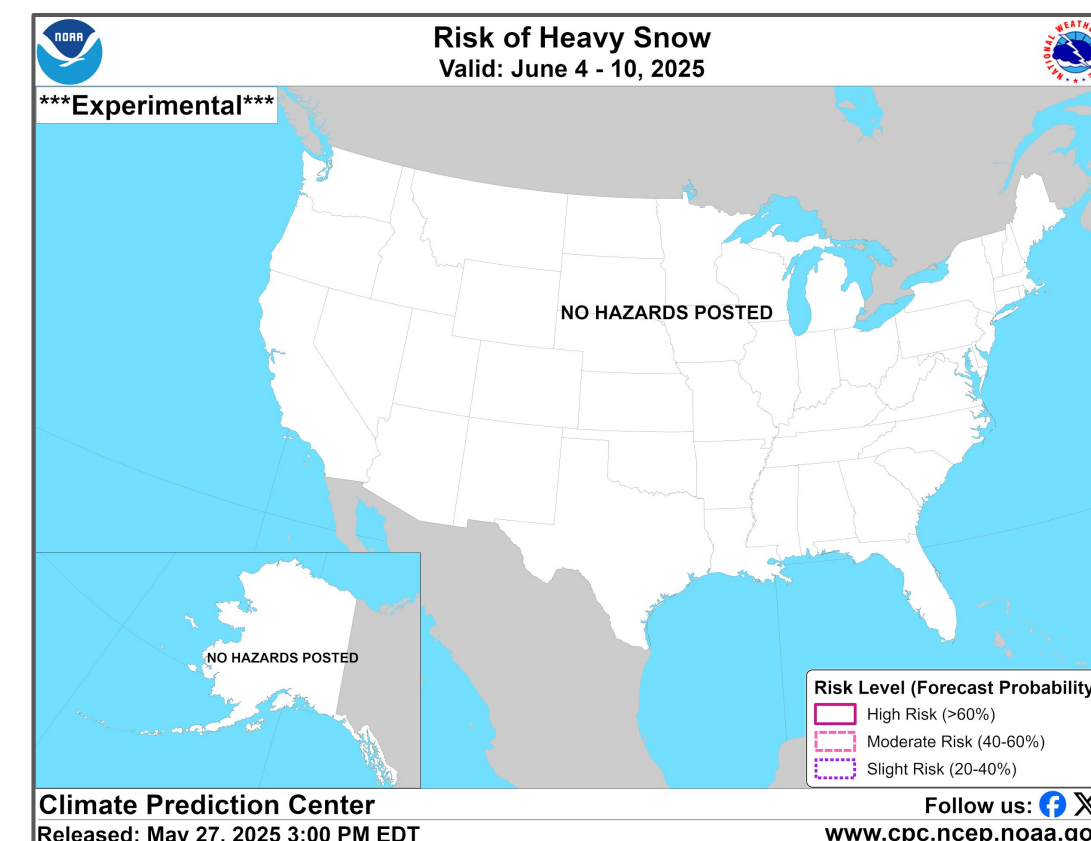 NOAA
Risk of Heavy Snow
Valid: June 4 - 10, 2025
NATIONAL WEATH
***Experimental***
NO HAZARDS POSTED
NO HAZARDS POSTED
Risk Level (Forecast Probability
High Risk (>60%)
Moderate Risk (40-60%)
Slight Risk (20-40%)
Climate Prediction Center
Follow us:
Released: May 27, 2025 3:00 PM EDT
www.cpc.ncep.noaa.go